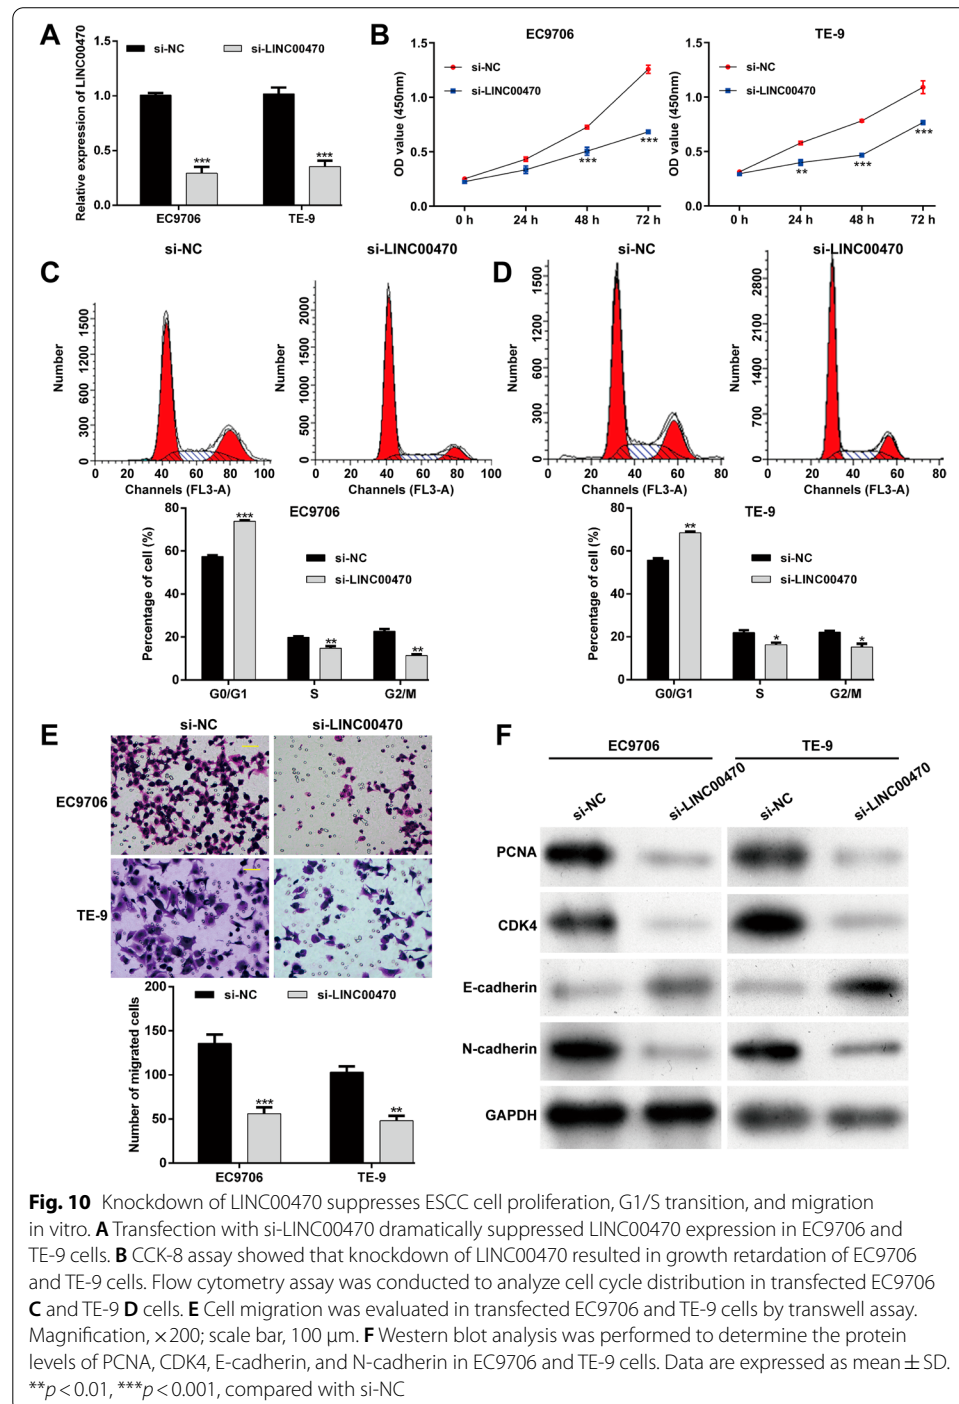 A
si-NC
si-LINC00470
Relative expression of LINC00470
1.5
1.0
0.5
0.0
***
***
EC9706
TE-9
B
EC9706
OD value (450nm)
1.5
1.0
0.5
0.0
si-NC
si-LINC00470
***
***
0 h
24 h
48 h
72 h
TE-9
OD value (450nm)
1.5
1.0
0.5
0.0
si-NC
si-LINC00470
**
***
***
0 h
24 h
48 h
72 h
C
si-NC
Number
1500
1200
900
600
300
0
0 20 40 60 80 100
Channels (FL3-A)
si-LINC00470
Number
2000
1500
1000
500
0
0 20 40 60 80 100
Channels (FL3-A)
EC9706
Percentage of cell (%)
80
60
40
20
0
si-NC
si-LINC00470
***
**
**
G0/G1
S
G2/M
D
si-NC
Number
1500
1200
900
600
300
0
0 20 40 60 80
Channels (FL3-A)
si-LINC00470
Number
2800
2100
1400
700
0
0 20 40 60 80
Channels (FL3-A)
TE-9
Percentage of cell (%)
80
60
40
20
0
si-NC
si-LINC00470
**
*
*
G0/G1
S
G2/M
E
si-NC
si-LINC00470
EC9706
TE-9
Number of migrated cells
200
150
100
50
0
si-NC
si-LINC00470
***
**
EC9706
TE-9
F
EC9706
TE-9
si-NC
si-LINC00470
si-NC
si-LINC00470
PCNA
CDK4
E-cadherin
N-cadherin
GAPDH
Fig. 10 Knockdown of LINC00470 suppresses ESCC cell proliferation, G1/S transition, and migration
in vitro. A Transfection with si-LINC00470 dramatically suppressed LINC00470 expression in EC9706 and
TE-9 cells. B CCK-8 assay showed that knockdown of LINC00470 resulted in growth retardation of EC9706
and TE-9 cells. Flow cytometry assay was conducted to analyze cell cycle distribution in transfected EC9706
C and TE-9 D cells. E Cell migration was evaluated in transfected EC9706 and TE-9 cells by transwell assay.
Magnification, ×200; scale bar, 100 μm. F Western blot analysis was performed to determine the protein
levels of PCNA, CDK4, E-cadherin, and N-cadherin in EC9706 and TE-9 cells. Data are expressed as mean ± SD.
**p < 0.01, ***p < 0.001, compared with si-NC